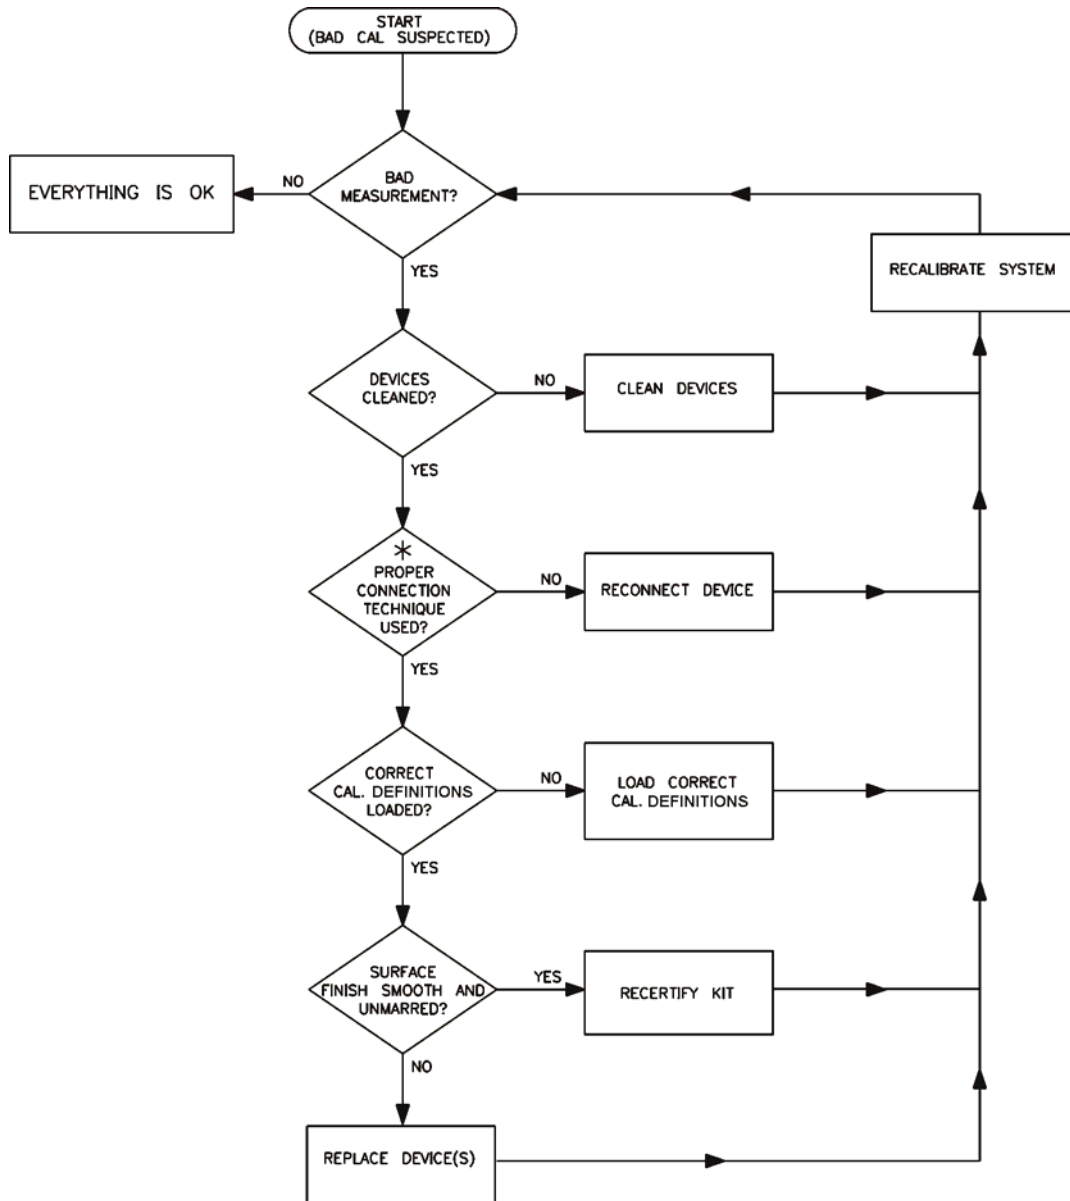 START
(BAD CAL SUSPECTED)
BAD
MEASUREMENT?
NO
EVERYTHING IS OK
YES
RECALIBRATE SYSTEM
DEVICES
CLEANED?
NO
CLEAN DEVICES
YES
*
PROPER
CONNECTION
TECHNIQUE
USED?
NO
RECONNECT DEVICE
YES
CORRECT
CAL. DEFINITIONS
LOADED?
NO
LOAD CORRECT
CAL. DEFINITIONS
YES
SURFACE
FINISH SMOOTH AND
UNMARRED?
YES
RECERTIFY KIT
NO
REPLACE DEVICE(S)